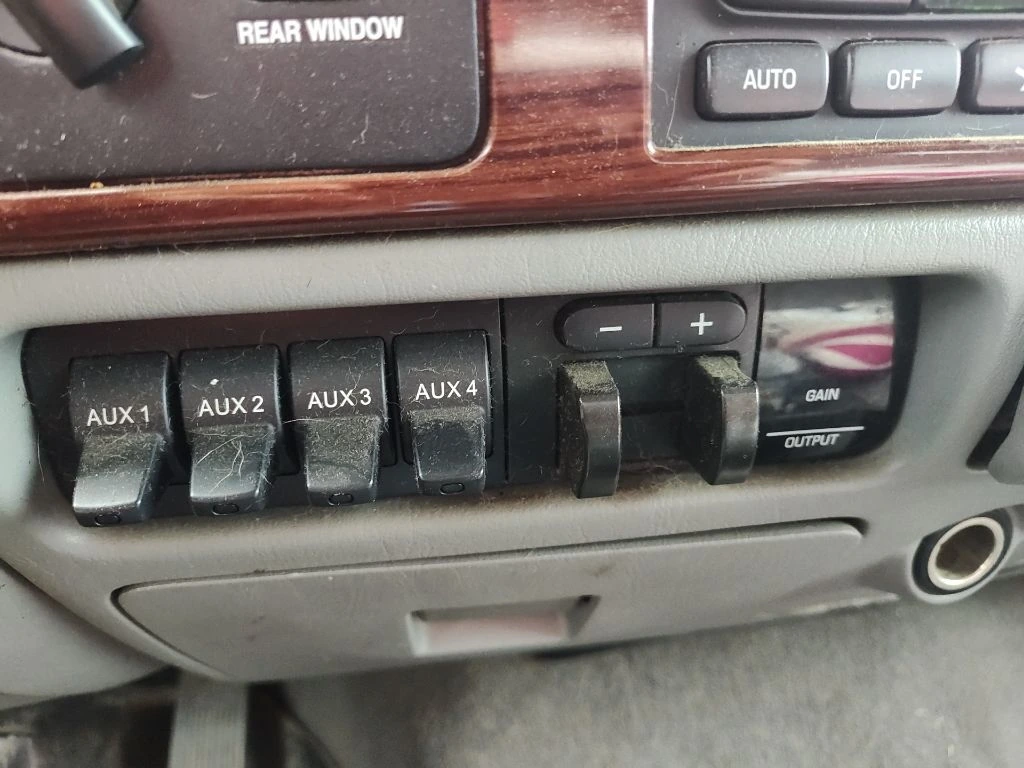 REAR WINDOW
AUTO
OFF
AUX 1
AUX 2
AUX 3
AUX 4
− +
GAIN
OUTPUT